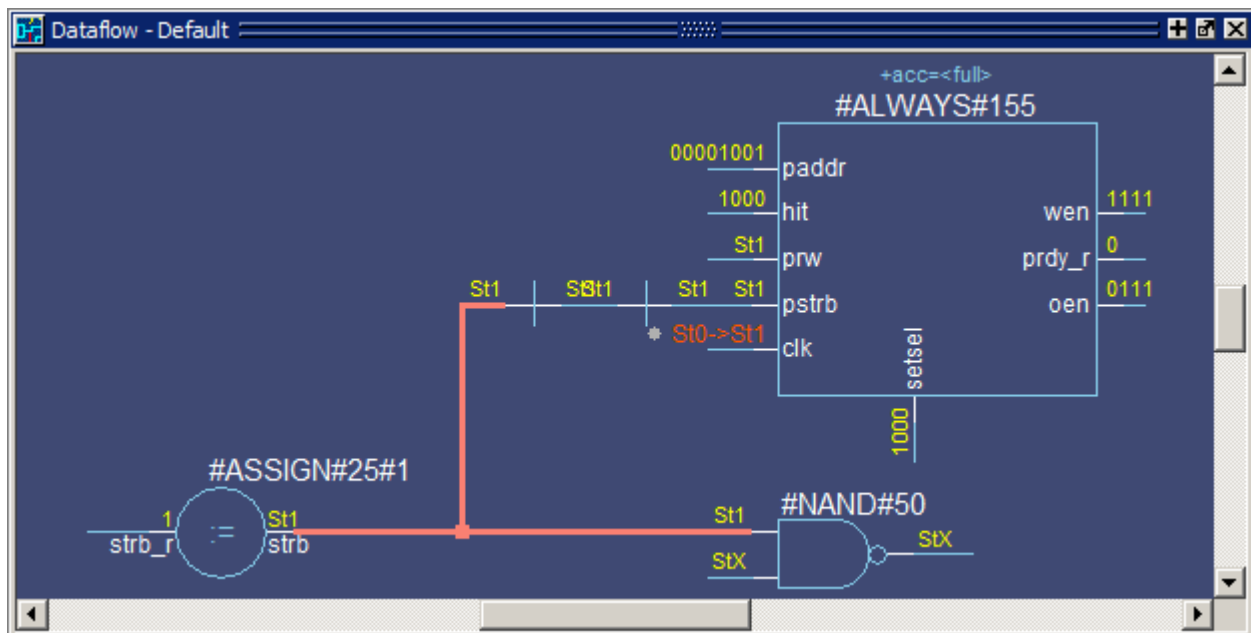 Dataflow - Default
+acc=<full>
#ALWAYS#155
00001001
paddr
1000
hit
wen
1111
St1
prw
prdy_r
0
St1
St1
St1
St1
pstrb
oen
0111
St0->St1
clk
setsel
1000
#ASSIGN#25#1
#NAND#50
1
St1
:=
strb_r
strb
St1
StX
StX